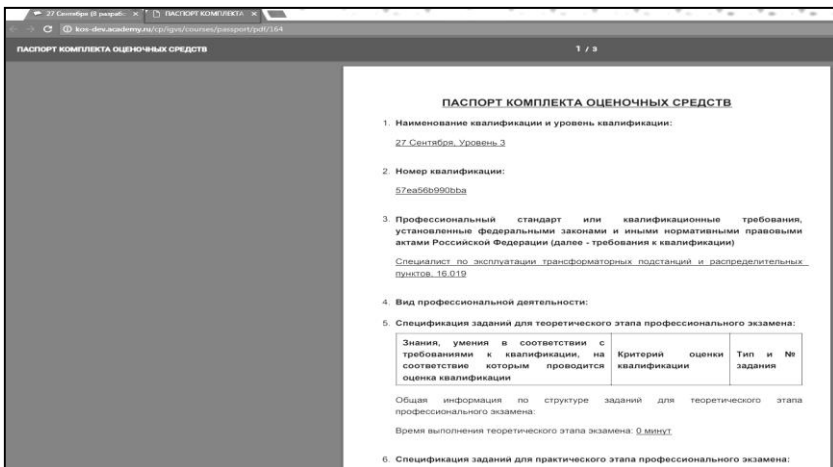 27 Сентября (В разраб
ПАСПОРТ КОМПЛЕКТА
kos-dev.academy.ru/cp/igvs/courses/passport/pdf/164
ПАСПОРТ КОМПЛЕКТА ОЦЕНОЧНЫХ СРЕДСТВ
1 / 3
ПАСПОРТ КОМПЛЕКТА ОЦЕНОЧНЫХ СРЕДСТВ
1. Наименование квалификации и уровень квалификации:
27 Сентября, Уровень 3
2. Номер квалификации:
57ea56b990bba
3. Профессиональный стандарт или квалификационные требования,
установленные федеральными законами и иными нормативными правовыми
актами Российской Федерации (далее - требования к квалификации)
Специалист по эксплуатации трансформаторных подстанций и распределительных
пунктов, 16.019
4. Вид профессиональной деятельности:
5. Спецификация заданий для теоретического этапа профессионального экзамена:
Знания, умения в соответствии с
требованиями к квалификации, на
соответствие которым проводится
оценка квалификации
Критерий оценки
квалификации
Тип и №
задания
Общая информация по структуре заданий для теоретического этапа
профессионального экзамена:
Время выполнения теоретического этапа экзамена: 0 минут
6. Спецификация заданий для практического этапа профессионального экзамена: